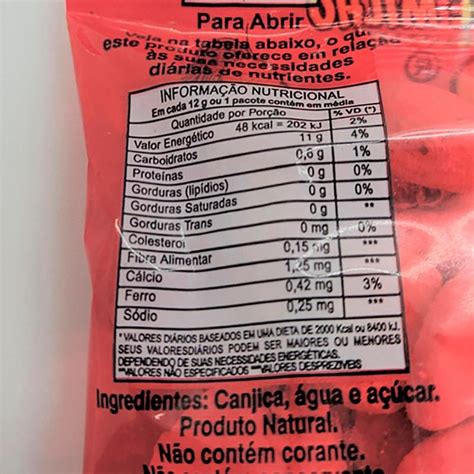 Para Abrir
Veja na tabela abaixo, o
este produto oferece em relação
às suas necessidades
diárias de nutrientes.
INFORMAÇÃO NUTRICIONAL
Em cada 12 g ou 1 pacote contém em média
Quantidade por Porção % VD (*)
Valor Energético 48 kcal = 202 kJ 2%
Carboidratos 11 g 4%
Proteínas 0,6 g 1%
Gorduras (lipídios) 0 g 0%
Gorduras Saturadas 0 g 0%
Gorduras Trans 0 g **
Colesterol 0 mg 0%
Fibra Alimentar 0,15 mg ***
Cálcio 1,25 mg ***
Ferro 0,42 mg 3%
Sódio 0,25 mg ***
*VALORES DIÁRIOS BASEADOS EM UMA DIETA DE 2000 Kcal ou 8400 kJ.
SEUS VALORESDIÁRIOS PODEM SER MAIORES OU MENORES
DEPENDENDO DE SUAS NECESSIDADES ENERGÉTICAS.
**VALORES NÃO ESPECIFICADOS ***VALORES DESPREZIVEIS
Ingredientes: Canjica, água e açúcar.
Produto Natural.
Não contém corante.